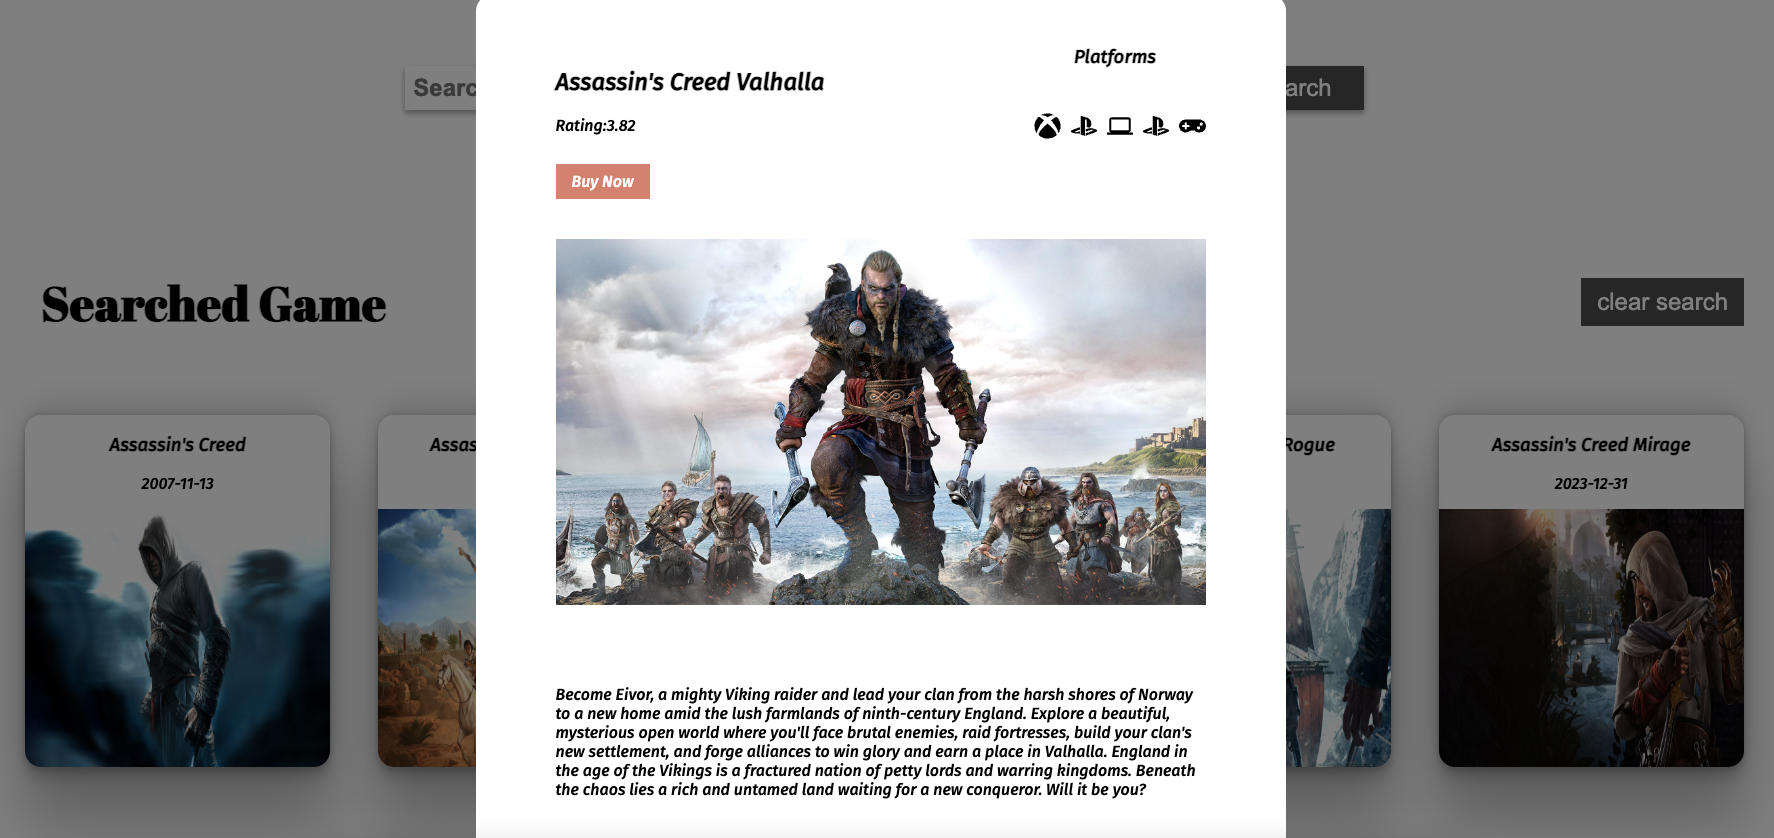 Platforms
Assassin's Creed Valhalla
Rating:3.82
Buy Now
Searched Game
clear search
Assassin's Creed
2007-11-13
Rogue
Assassin's Creed Mirage
2023-12-31
Become Eivor, a mighty Viking raider and lead your clan from the harsh shores of Norway
to a new home amid the lush farmlands of ninth-century England. Explore a beautiful,
mysterious open world where you'll face brutal enemies, raid fortresses, build your clan's
new settlement, and forge alliances to win glory and earn a place in Valhalla. England in
the age of the Vikings is a fractured nation of petty lords and warring kingdoms. Beneath
the chaos lies a rich and untamed land waiting for a new conqueror. Will it be you?